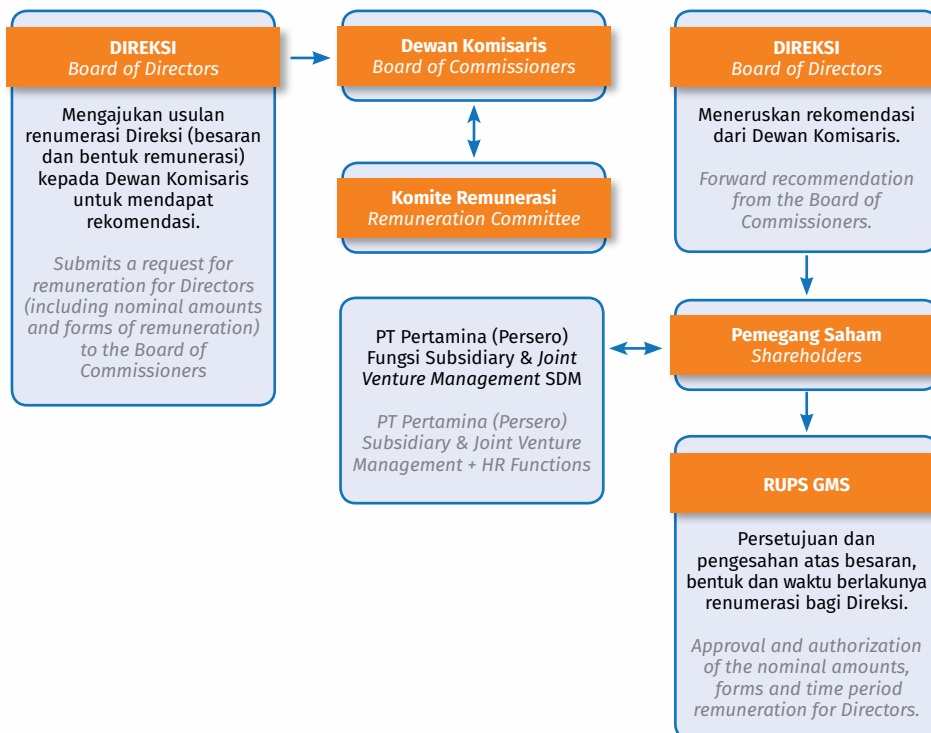 DIREKSI
Board of Directors
Mengajukan usulan
renumerasi Direksi (besaran
dan bentuk remunerasi)
kepada Dewan Komisaris
untuk mendapat
rekomendasi.
Submits a request for
remuneration for Directors
(including nominal amounts
and forms of remuneration)
to the Board of
Commissioners
Dewan Komisaris
Board of Commissioners
Komite Remunerasi
Remuneration Committee
PT Pertamina (Persero)
Fungsi Subsidiary & Joint
Venture Management SDM
PT Pertamina (Persero)
Subsidiary & Joint Venture
Management + HR Functions
DIREKSI
Board of Directors
Meneruskan rekomendasi
dari Dewan Komisaris.
Forward recommendation
from the Board of
Commissioners.
Pemegang Saham
Shareholders
RUPS GMS
Persetujuan dan
pengesahan atas besaran,
bentuk dan waktu berlakunya
renumerasi bagi Direksi.
Approval and authorization
of the nominal amounts,
forms and time period
remuneration for Directors.